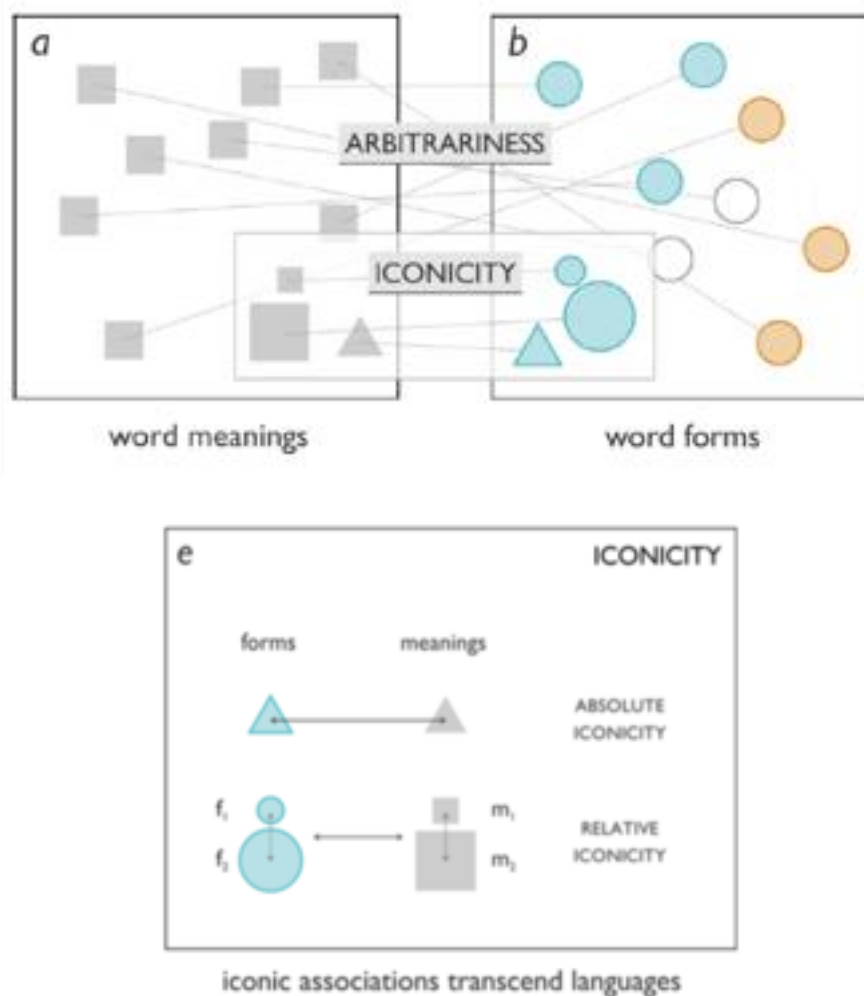 a
b
ARBITRARINESS
ICONICITY
word meanings
word forms
e
ICONICITY
forms
meanings
ABSOLUTE
ICONICITY
f₁
m₁
RELATIVE
ICONICITY
f₂
m₂
iconic associations transcend languages